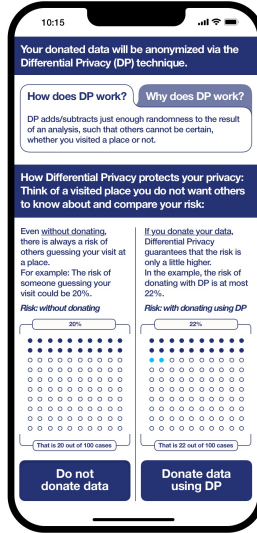 10:15
Your donated data will be anonymized via the
Differential Privacy (DP) technique.
How does DP work?
Why does DP work?
DP adds/subtracts just enough randomness to the result
of an analysis, such that others cannot be certain,
whether you visited a place or not.
How Differential Privacy protects your privacy:
Think of a visited place you do not want others
to know about and compare your risk:
Even without donating,
there is always a risk of
others guessing your visit at
a place.
For example: The risk of
someone guessing your
visit could be 20%.
Risk: without donating
20%
That is 20 out of 100 cases
Do not
donate data
If you donate your data,
Differential Privacy
guarantees that the risk is
only a little higher.
In the example, the risk of
donating with DP is at most
22%.
Risk: with donating using DP
22%
That is 22 out of 100 cases
Donate data
using DP